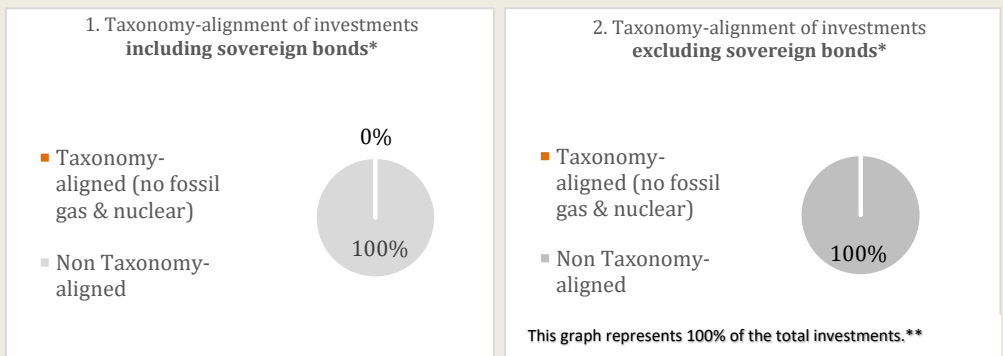 1. Taxonomy-alignment of investments
including sovereign bonds*
0%
Taxonomy-
aligned (no fossil
gas & nuclear)
100%
Non Taxonomy-
aligned
2. Taxonomy-alignment of investments
excluding sovereign bonds*
Taxonomy-
aligned (no fossil
gas & nuclear)
100%
Non Taxonomy-
aligned
This graph represents 100% of the total investments.**